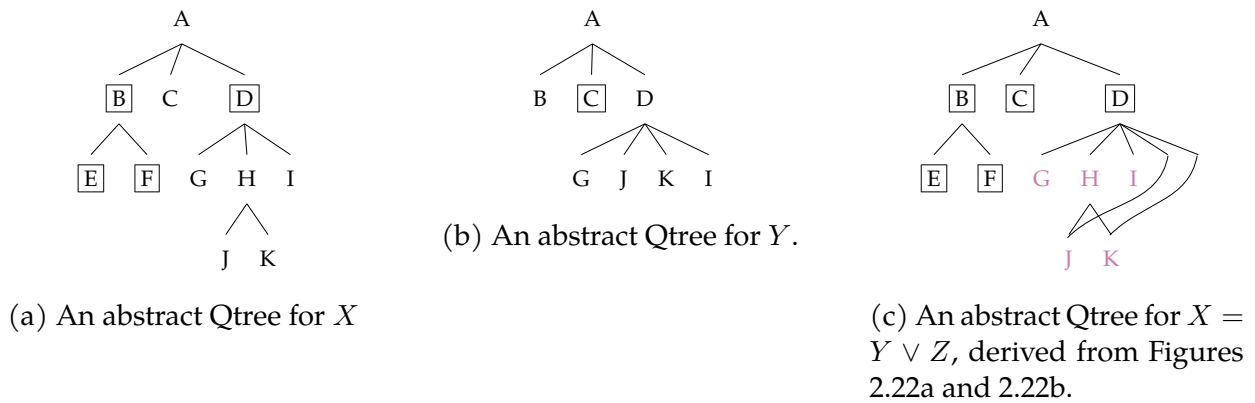 A
B C D
E F G H I
J K
(a) An abstract Qtree for X
A
B C D
G J K I
(b) An abstract Qtree for Y.
A
B C D
E F G H I
J K
(c) An abstract Qtree for X =
Y ∨ Z, derived from Figures
2.22a and 2.22b.